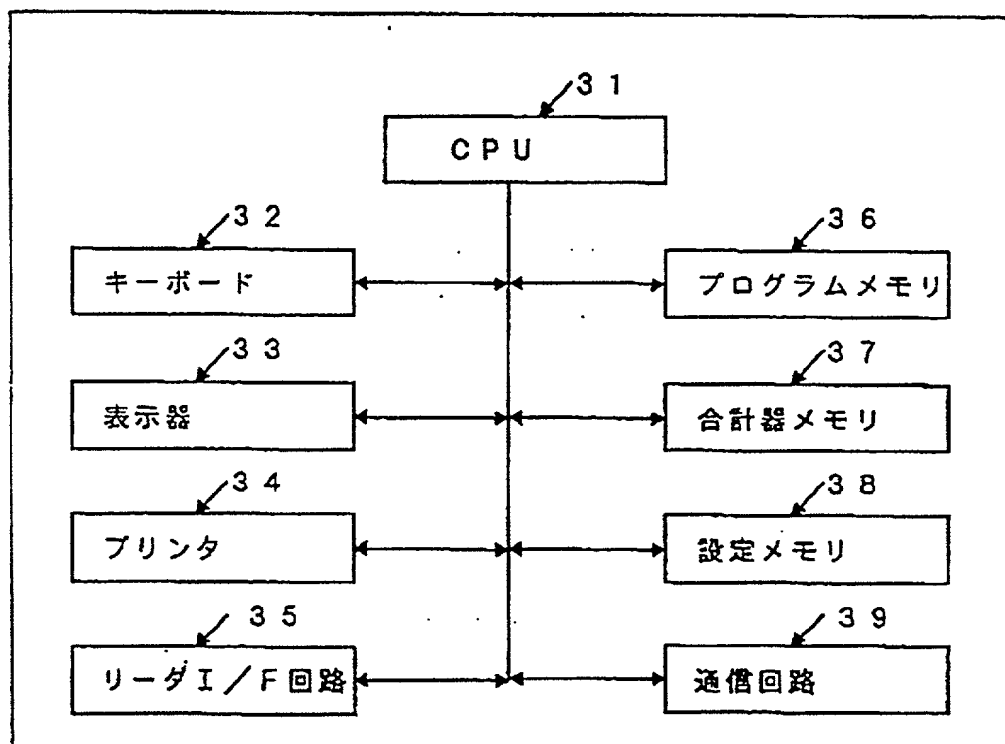 ３１
ＣＰＵ
３２
キーボード
３６
プログラムメモリ
３３
表示器
３７
合計器メモリ
３４
プリンタ
３８
設定メモリ
３５
リーダＩ／Ｆ回路
３９
通信回路